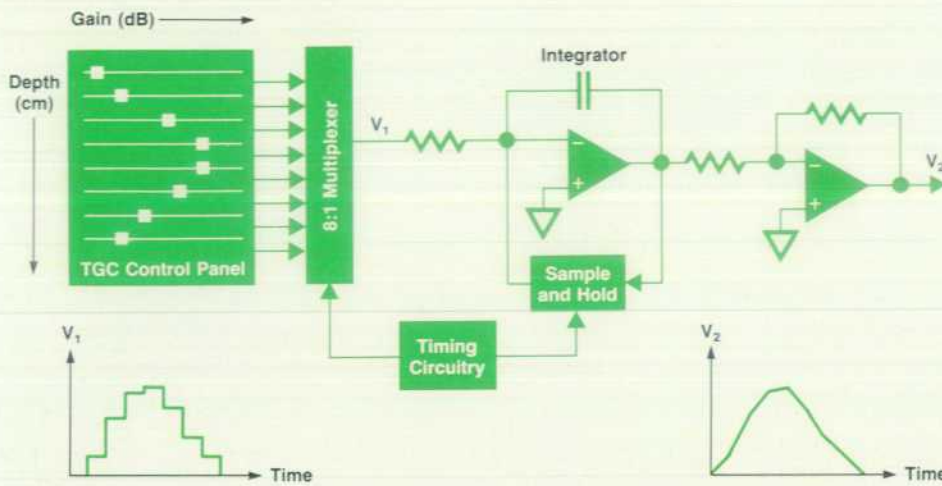 Gain (dB)
Depth
(cm)
TGC Control Panel
8:1 Multiplexer
V1
Integrator
−
+
Sample
and Hold
Timing
Circuitry
−
+
V2
V1
Time
V2
Time